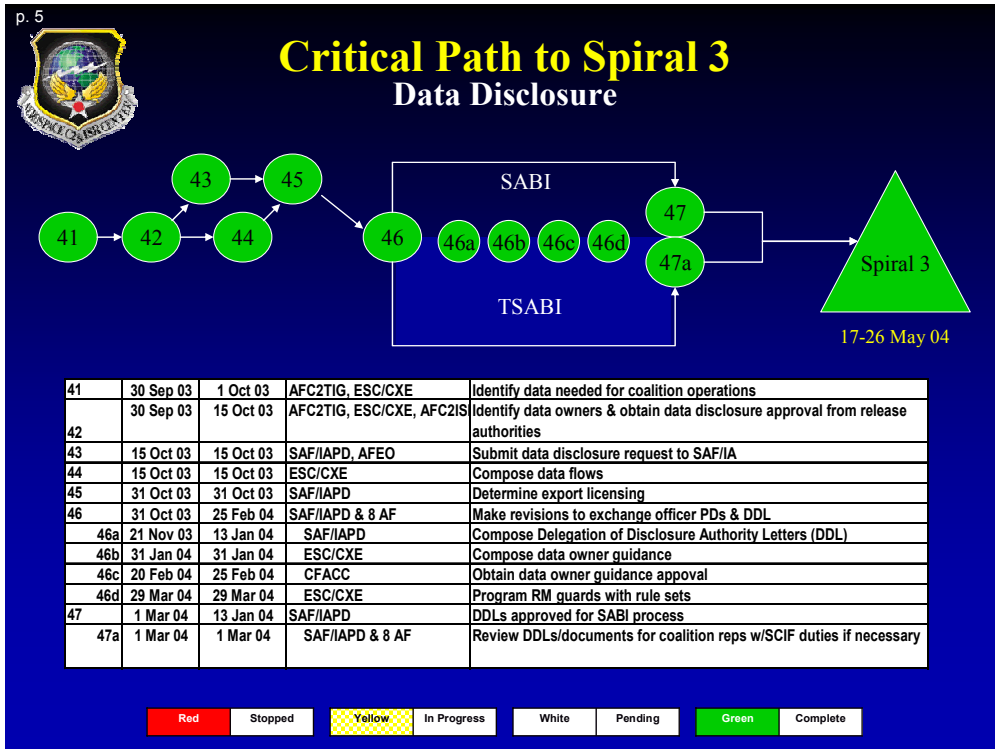 p. 5
AEROSPACE C2 & ISR CENTER
Critical Path to Spiral 3
Data Disclosure
43
45
SABI
41
42
44
46
46a
46b
46c
46d
47
47a
Spiral 3
TSABI
17-26 May 04
41 30 Sep 03 1 Oct 03 AFC2TIG, ESC/CXE Identify data needed for coalition operations
42 30 Sep 03 15 Oct 03 AFC2TIG, ESC/CXE, AFC2IS Identify data owners & obtain data disclosure approval from release
authorities
43 15 Oct 03 15 Oct 03 SAF/IAPD, AFEO Submit data disclosure request to SAF/IA
44 15 Oct 03 15 Oct 03 ESC/CXE Compose data flows
45 31 Oct 03 31 Oct 03 SAF/IAPD Determine export licensing
46 31 Oct 03 25 Feb 04 SAF/IAPD & 8 AF Make revisions to exchange officer PDs & DDL
46a 21 Nov 03 13 Jan 04 SAF/IAPD Compose Delegation of Disclosure Authority Letters (DDL)
46b 31 Jan 04 31 Jan 04 ESC/CXE Compose data owner guidance
46c 20 Feb 04 25 Feb 04 CFACC Obtain data owner guidance appoval
46d 29 Mar 04 29 Mar 04 ESC/CXE Program RM guards with rule sets
47 1 Mar 04 13 Jan 04 SAF/IAPD DDLs approved for SABI process
47a 1 Mar 04 1 Mar 04 SAF/IAPD & 8 AF Review DDLs/documents for coalition reps w/SCIF duties if necessary
Red Stopped Yellow In Progress White Pending Green Complete